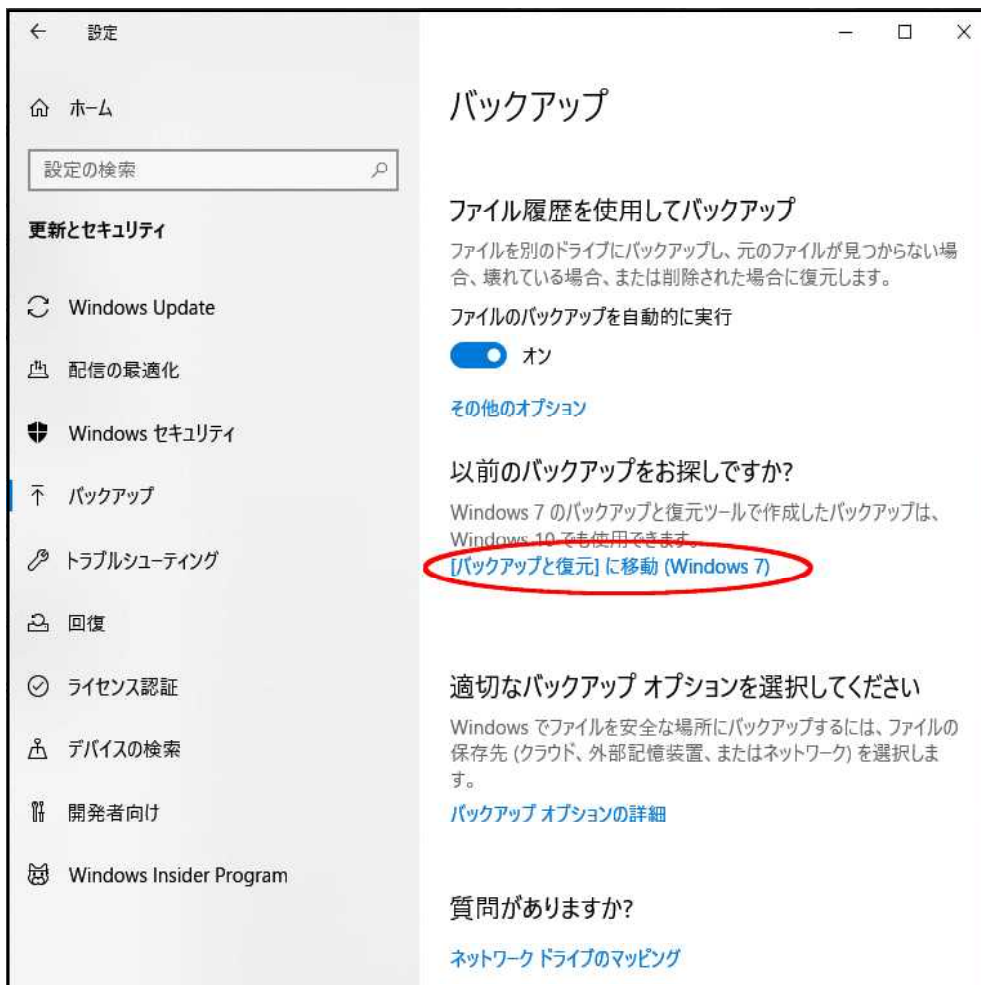 設定
ホーム
設定の検索
更新とセキュリティ
Windows Update
配信の最適化
Windows セキュリティ
バックアップ
トラブルシューティング
回復
ライセンス認証
デバイスの検索
開発者向け
Windows Insider Program
バックアップ
ファイル履歴を使用してバックアップ
ファイルを別のドライブにバックアップし、元のファイルが見つからない場
合、壊れている場合、または削除された場合に復元します。
ファイルのバックアップを自動的に実行
オン
その他のオプション
以前のバックアップをお探しですか?
Windows 7 のバックアップと復元ツールで作成したバックアップは、
Windows 10 でも使用できます。
[バックアップと復元] に移動 (Windows 7)
適切なバックアップ オプションを選択してください
Windows でファイルを安全な場所にバックアップするには、ファイルの
保存先 (クラウド、外部記憶装置、またはネットワーク) を選択しま
す。
バックアップ オプションの詳細
質問がありますか?
ネットワーク ドライブのマッピング